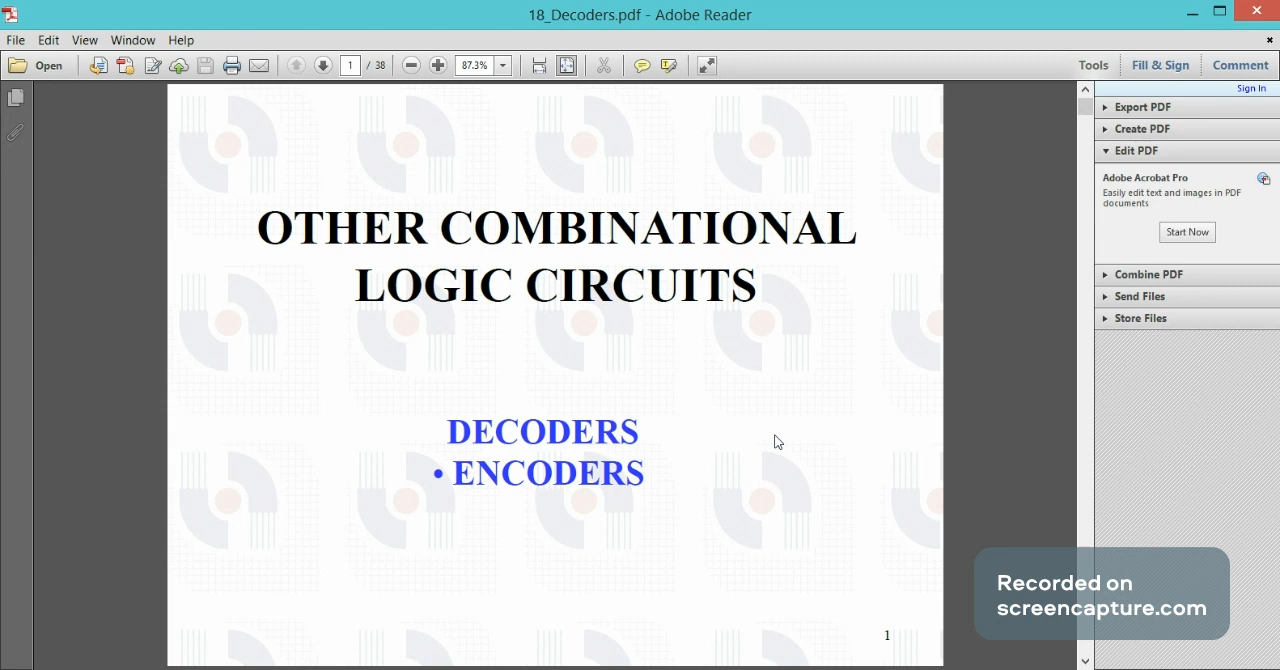 18_Decoders.pdf - Adobe Reader
File Edit View Window Help
Open 1 / 38 87.3% Tools Fill & Sign Comment
Sign In
Export PDF
Create PDF
Edit PDF
Adobe Acrobat Pro
Easily edit text and images in PDF
documents
Start Now
Combine PDF
Send Files
Store Files
OTHER COMBINATIONAL
LOGIC CIRCUITS
DECODERS
• ENCODERS
1
Recorded on
screencapture.com